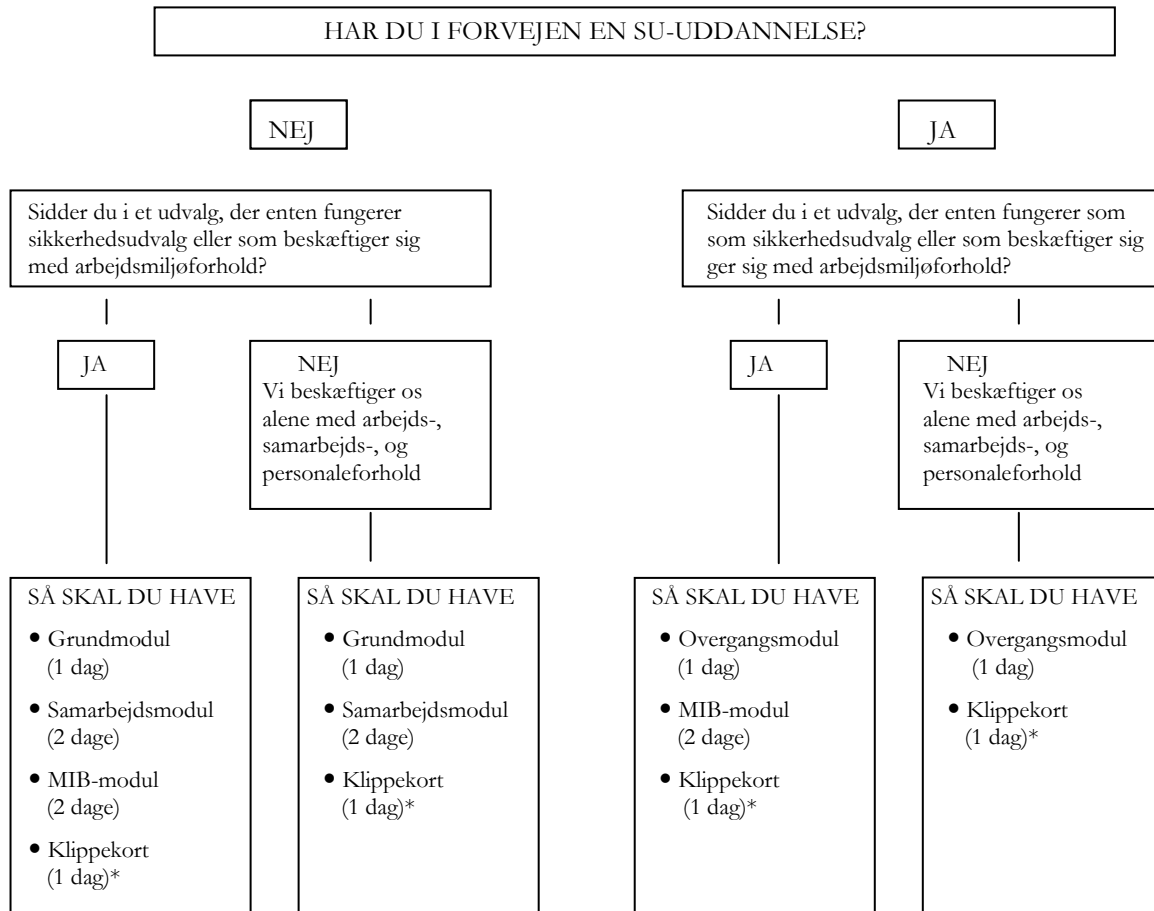 HAR DU I FORVEJEN EN SU-UDDANNELSE?
NEJ
JA
Sidder du i et udvalg, der enten fungerer
sikkerhedsudvalg eller som beskæftiger sig
med arbejdsmiljøforhold?
Sidder du i et udvalg, der enten fungerer som
som sikkerhedsudvalg eller som beskæftiger sig
ger sig med arbejdsmiljøforhold?
JA
NEJ
Vi beskæftiger os
alene med arbejds-,
samarbejds-, og
personaleforhold
JA
NEJ
Vi beskæftiger os
alene med arbejds-,
samarbejds-, og
personaleforhold
SÅ SKAL DU HAVE
• Grundmodul
(1 dag)
• Samarbejdsmodul
(2 dage)
• MIB-modul
(2 dage)
• Klippekort
(1 dag)*
SÅ SKAL DU HAVE
• Grundmodul
(1 dag)
• Samarbejdsmodul
(2 dage)
• Klippekort
(1 dag)*
SÅ SKAL DU HAVE
• Overgangsmodul
(1 dag)
• MIB-modul
(2 dage)
• Klippekort
(1 dag)*
SÅ SKAL DU HAVE
• Overgangsmodul
(1 dag)
• Klippekort
(1 dag)*